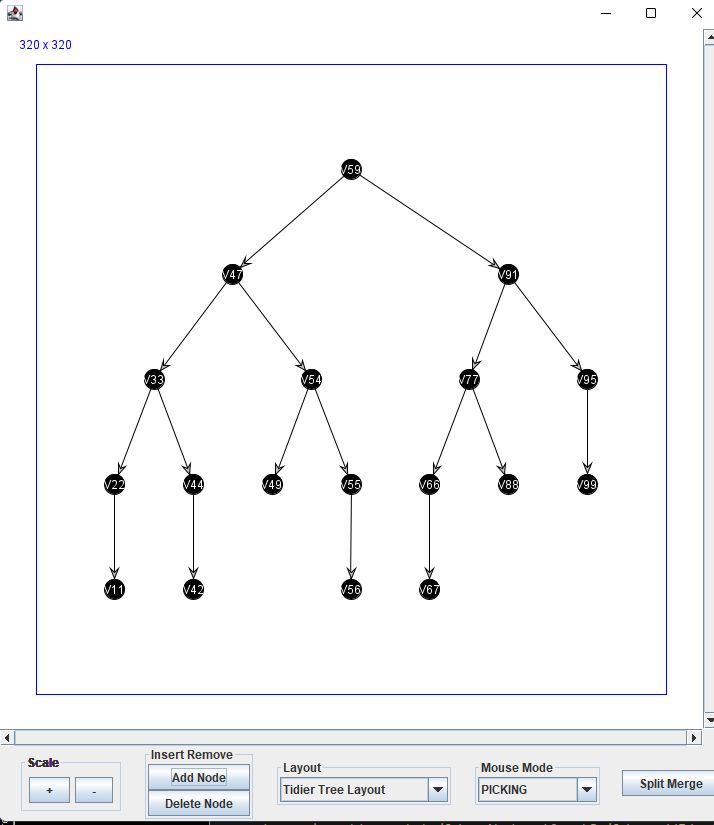 320 x 320
V59
V47
V91
V33
V54
V77
V95
V22
V44
V49
V55
V66
V88
V99
V11
V42
V56
V67
Scale
+
-
Insert Remove
Add Node
Delete Node
Layout
Tidier Tree Layout
Mouse Mode
PICKING
Split Merge